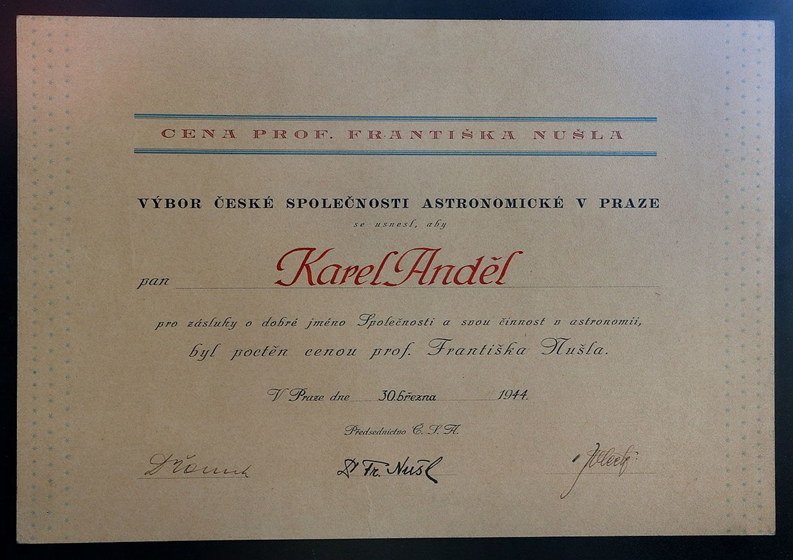 CENA PROF. FRANTIŠKA NUŠLA
VÝBOR ČESKÉ SPOLEČNOSTI ASTRONOMICKÉ V PRAZE
se usnesl, aby
pan Karel Anděl
pro zásluhy o dobré jméno Společnosti a svou činnost v astronomii,
byl poctěn cenou prof. Františka Nušla.
V Praze dne 30.března 1944.
Předsednictvo Č. S. A.
Dr Fr. Nušl